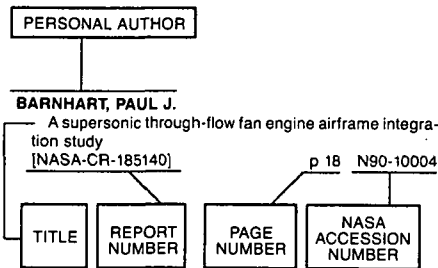 PERSONAL AUTHOR
BARNHART, PAUL J.
A supersonic through-flow fan engine airframe integra-
tion study
[NASA-CR-185140] p 18 N90-10004
TITLE REPORT NUMBER PAGE NUMBER NASA ACCESSION NUMBER